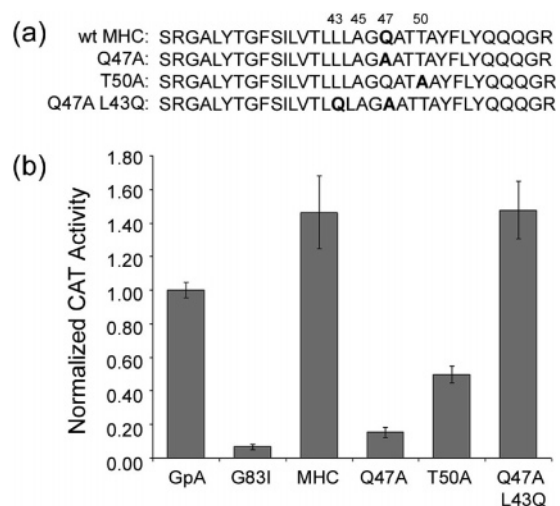 (a)
43 45 47 50
wt MHC: SRGALYTGFSILVTLLLAGQATTAYFLYQQQGR
Q47A: SRGALYTGFSILVTLLLAGAATTAYFLYQQQGR
T50A: SRGALYTGFSILVTLLLAGQATAAYFLYQQQGR
Q47A L43Q: SRGALYTGFSILVTLQLAGAATTAYFLYQQQGR
(b)
Normalized CAT Activity
1.80
1.60
1.40
1.20
1.00
0.80
0.60
0.40
0.20
0.00
GpA G83I MHC Q47A T50A Q47A
L43Q